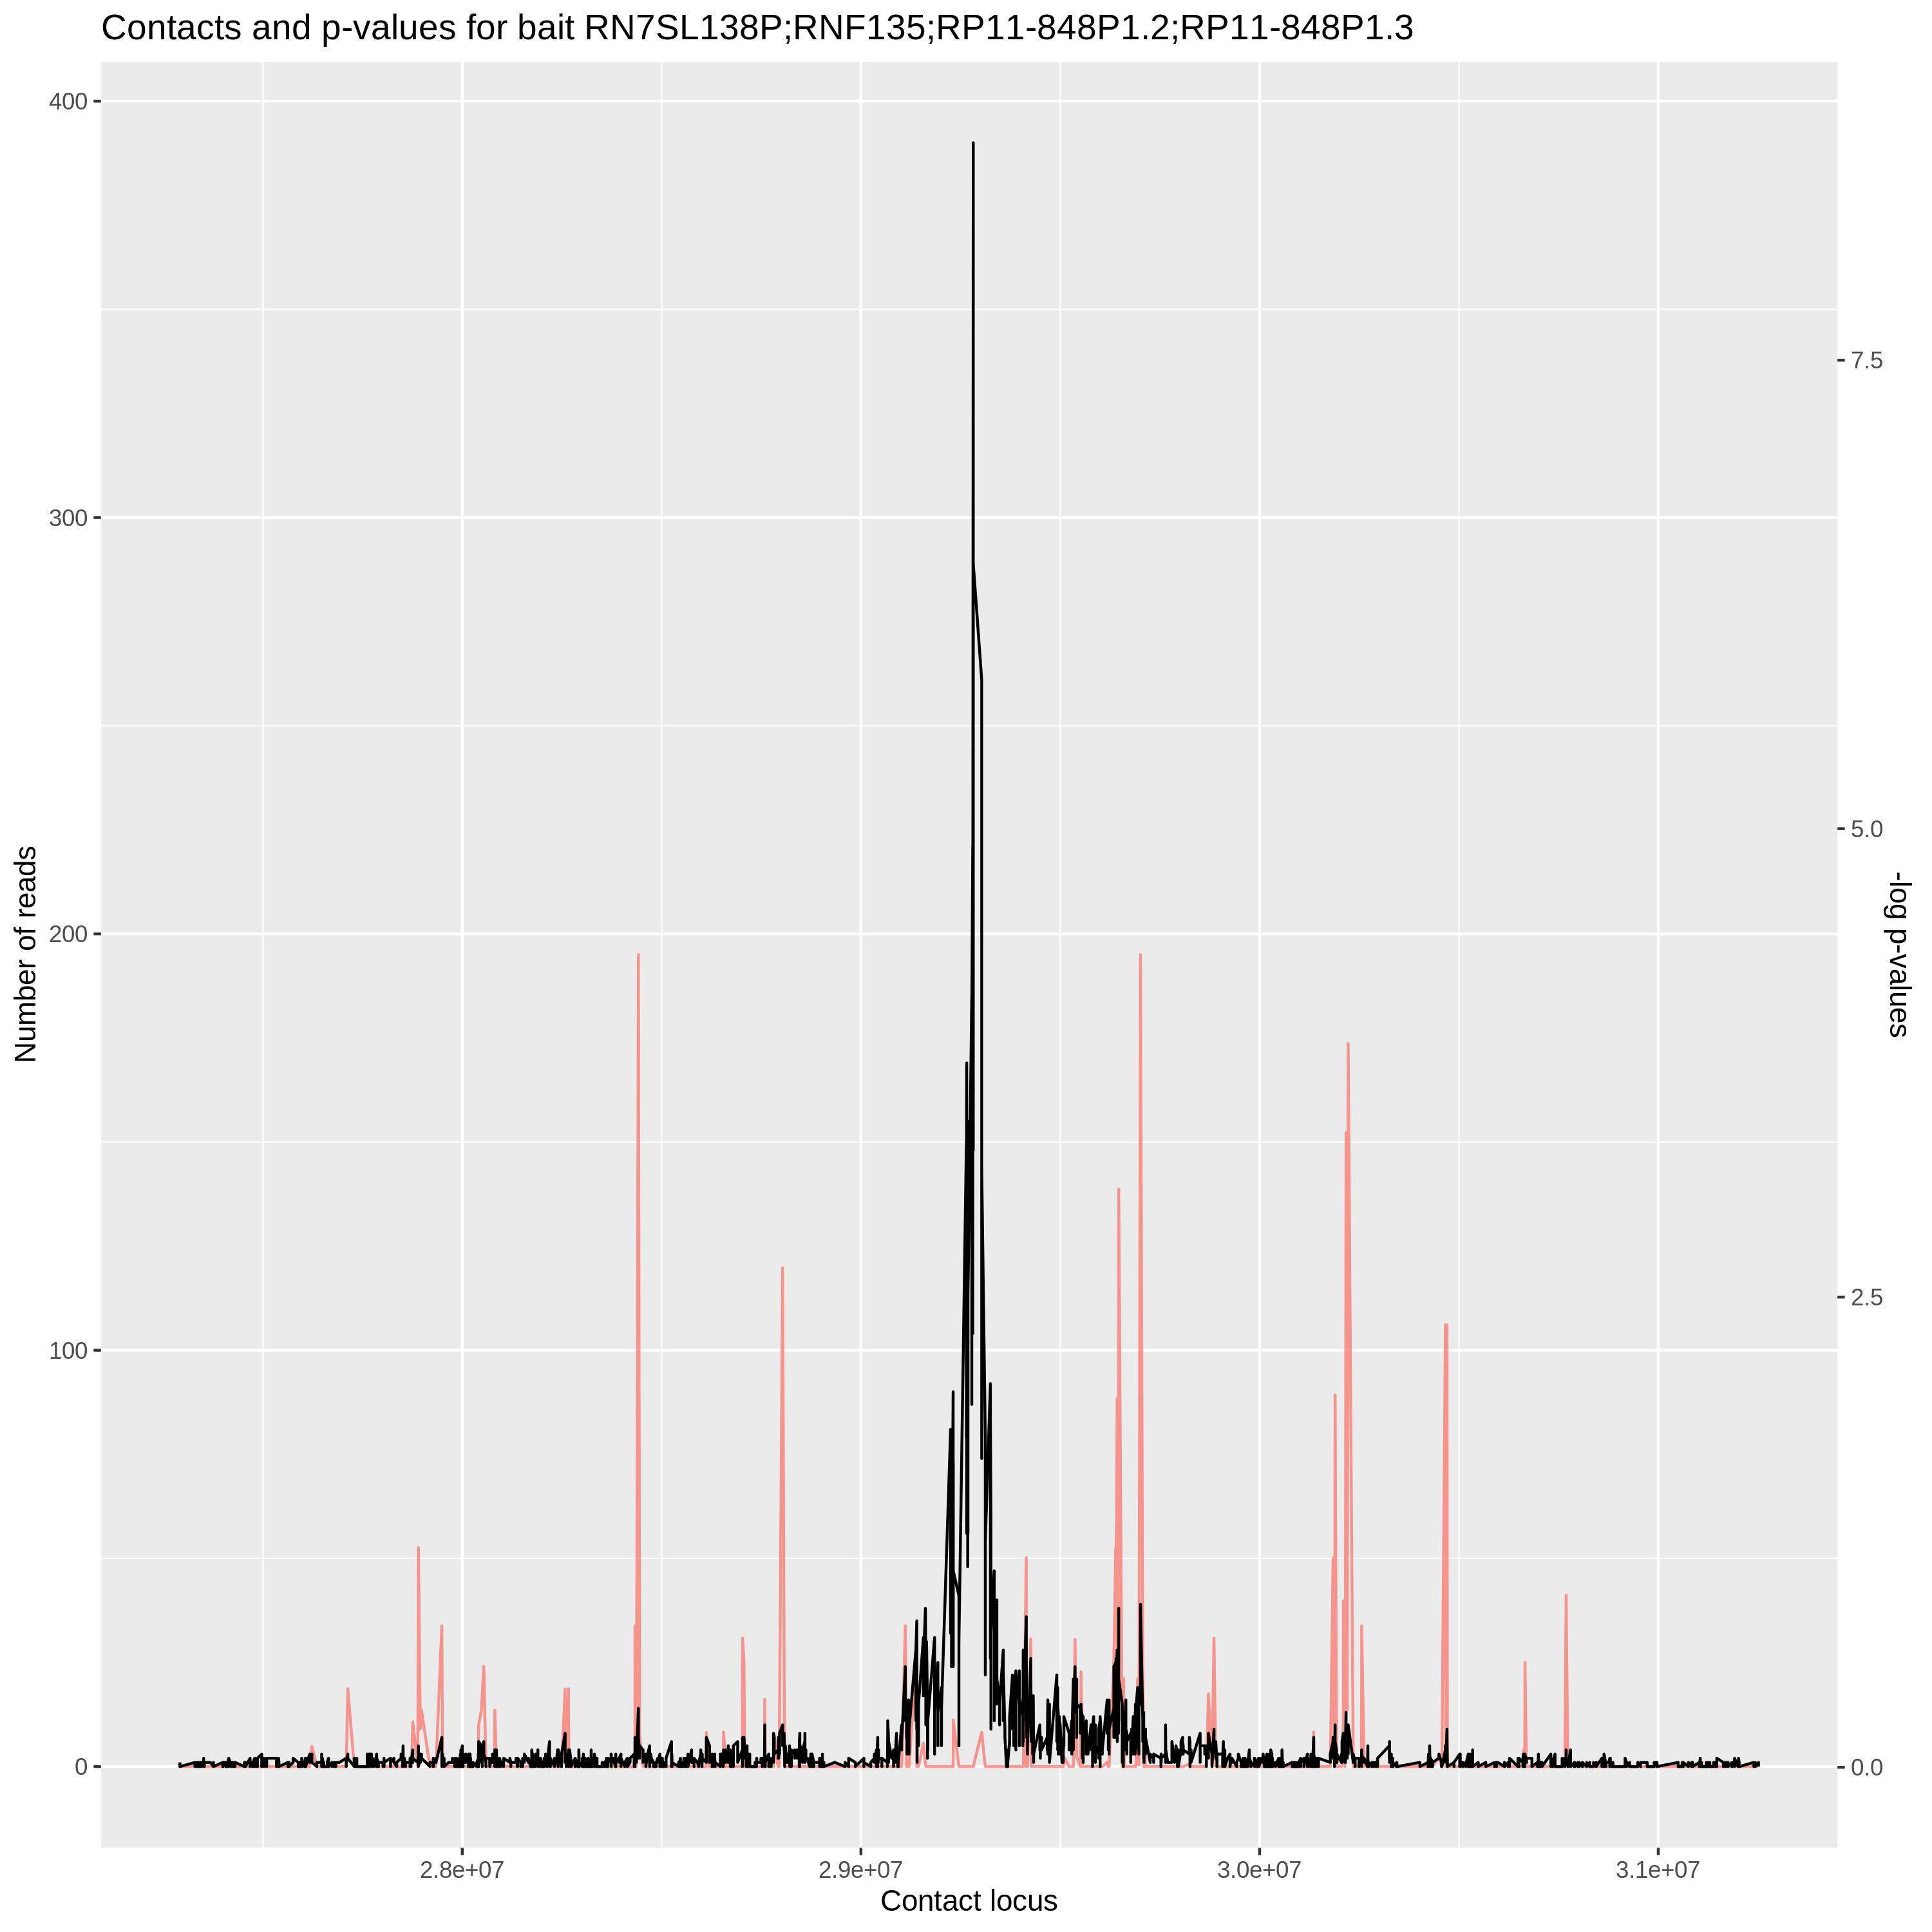 Contacts and p-values for bait RN7SL138P;RNF135;RP11-848P1.2;RP11-848P1.3
400
300
200
100
0
Number of reads
7.5
5.0
2.5
0.0
-log p-values
2.8e+07
2.9e+07
3.0e+07
3.1e+07
Contact locus